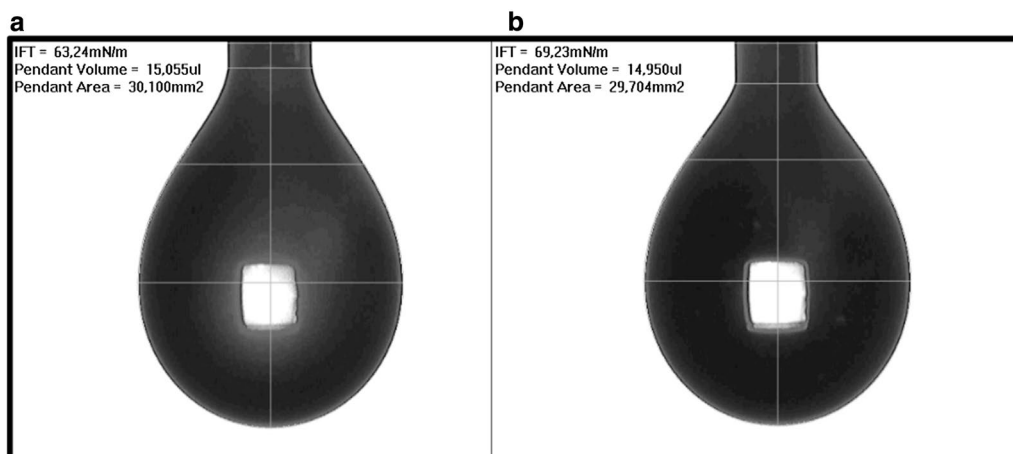 a
IFT = 63,24mN/m
Pendant Volume = 15,055ul
Pendant Area = 30,100mm2
b
IFT = 69,23mN/m
Pendant Volume = 14,950ul
Pendant Area = 29,704mm2